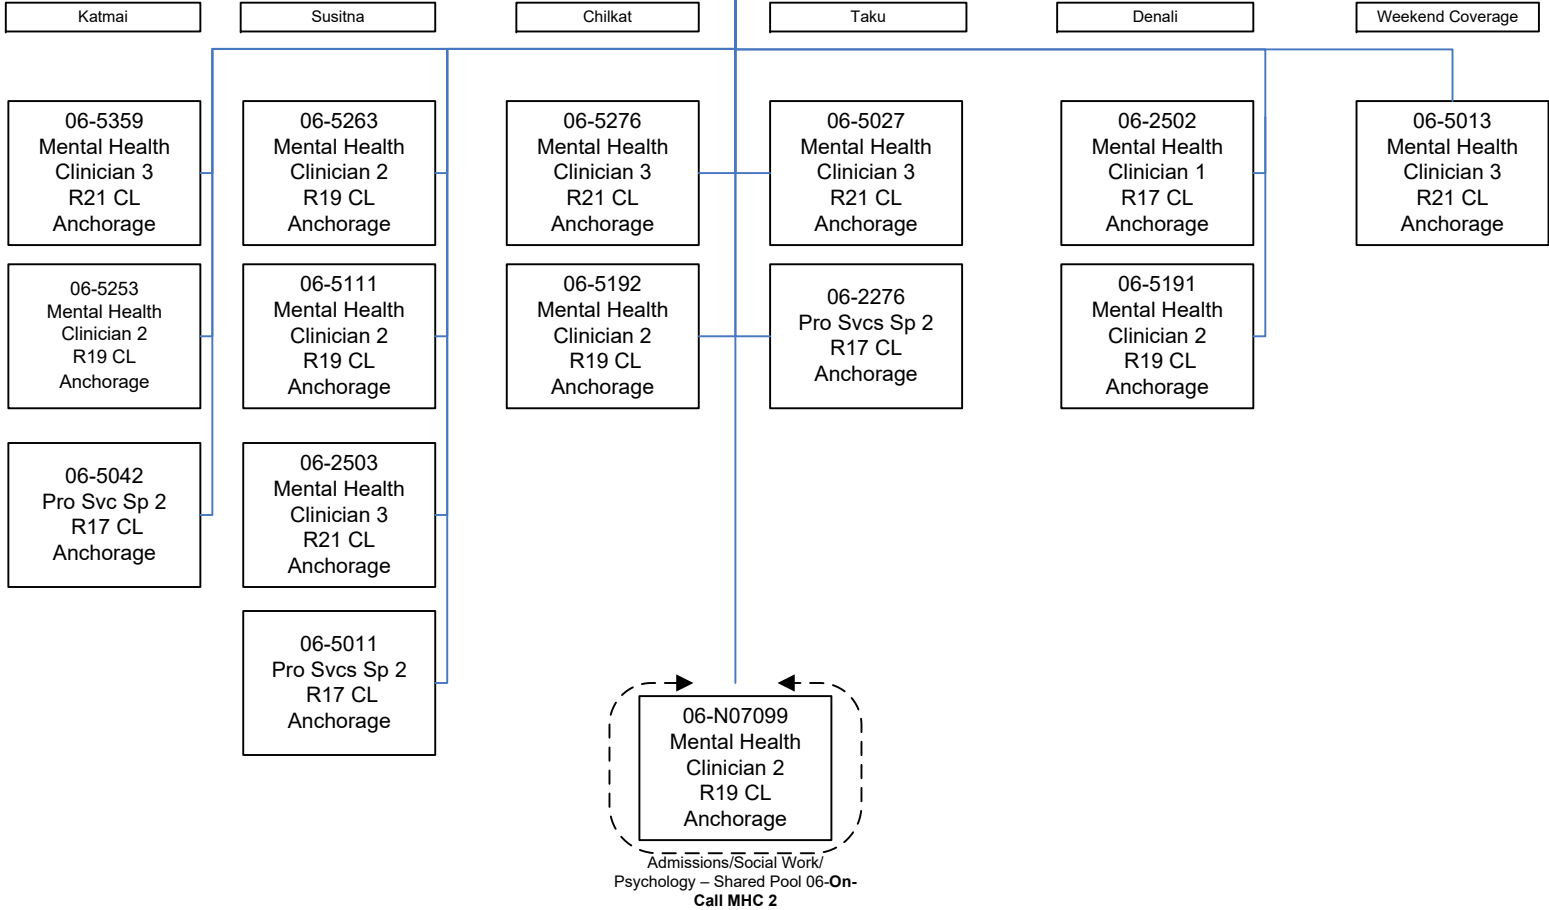 Katmai
Susitna
Chilkat
Taku
Denali
Weekend Coverage
06-5359
Mental Health
Clinician 3
R21 CL
Anchorage
06-5263
Mental Health
Clinician 2
R19 CL
Anchorage
06-5276
Mental Health
Clinician 3
R21 CL
Anchorage
06-5027
Mental Health
Clinician 3
R21 CL
Anchorage
06-2502
Mental Health
Clinician 1
R17 CL
Anchorage
06-5013
Mental Health
Clinician 3
R21 CL
Anchorage
06-5253
Mental Health
Clinician 2
R19 CL
Anchorage
06-5111
Mental Health
Clinician 2
R19 CL
Anchorage
06-5192
Mental Health
Clinician 2
R19 CL
Anchorage
06-2276
Pro Svcs Sp 2
R17 CL
Anchorage
06-5191
Mental Health
Clinician 2
R19 CL
Anchorage
06-5042
Pro Svc Sp 2
R17 CL
Anchorage
06-2503
Mental Health
Clinician 3
R21 CL
Anchorage
06-5011
Pro Svcs Sp 2
R17 CL
Anchorage
06-N07099
Mental Health
Clinician 2
R19 CL
Anchorage
Admissions/Social Work/
Psychology – Shared Pool 06-On-
Call MHC 2